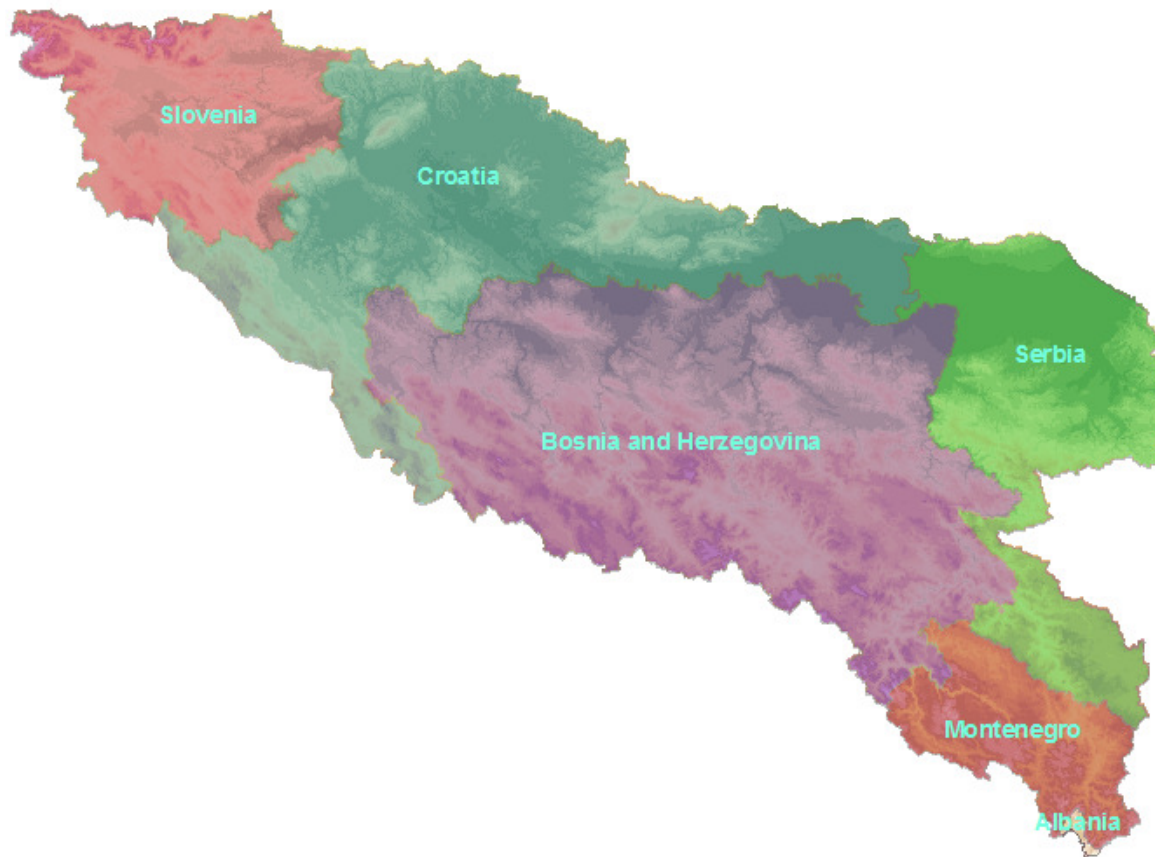 Slovenia
Croatia
Serbia
Bosnia and Herzegovina
Montenegro
Albania